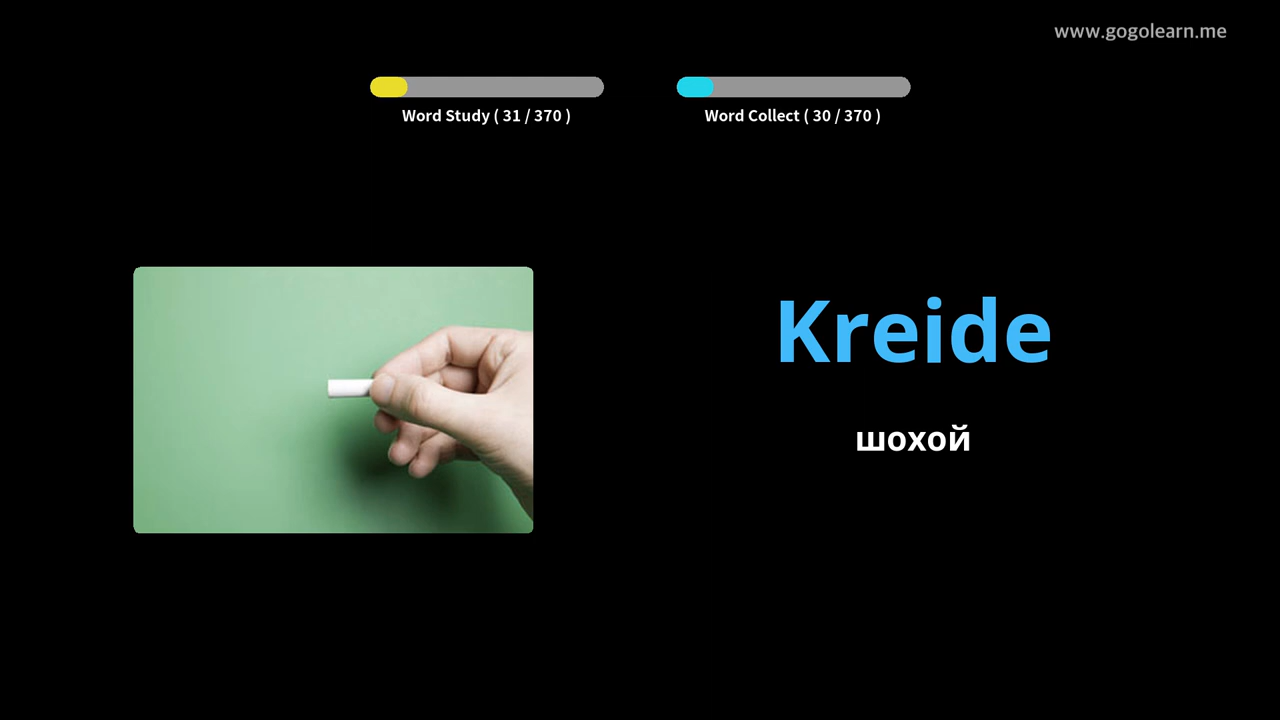 www.gogolearn.me
Word Study ( 31 / 370 )
Word Collect ( 30 / 370 )
Kreide
шохой